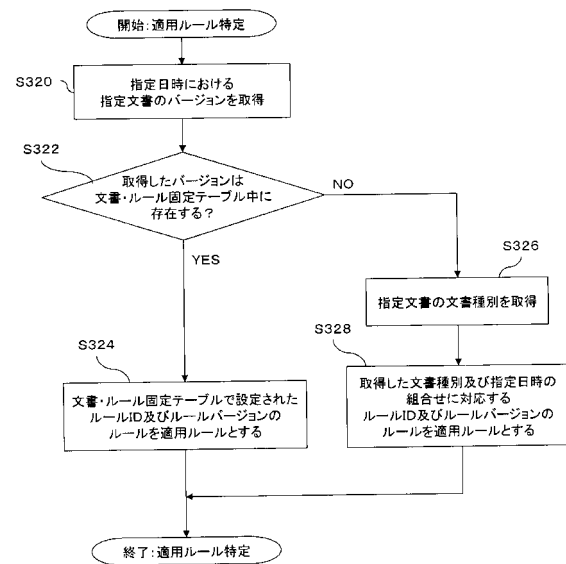 開始:適用ルール特定
S320
指定日時における
指定文書のバージョンを取得
S322
取得したバージョンは
文書・ルール固定テーブル中に
存在する？
NO
YES
S326
指定文書の文書種別を取得
S324
文書・ルール固定テーブルで設定された
ルールID及びルールバージョンの
ルールを適用ルールとする
S328
取得した文書種別及び指定日時の
組合せに対応する
ルールID及びルールバージョンの
ルールを適用ルールとする
終了:適用ルール特定